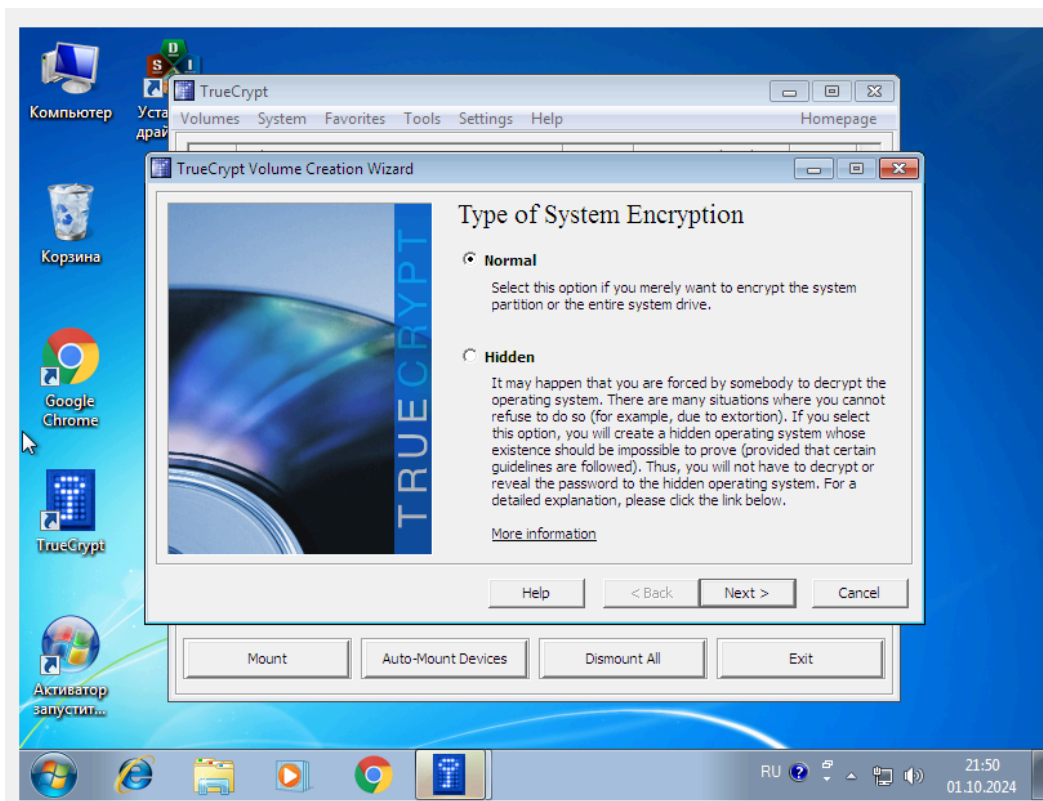 Компьютер
S D I
TrueCrypt
Volumes System Favorites Tools Settings Help Homepage
TrueCrypt Volume Creation Wizard
TRUECRYPT
Type of System Encryption
Normal
Select this option if you merely want to encrypt the system
partition or the entire system drive.
Hidden
It may happen that you are forced by somebody to decrypt the
operating system. There are many situations where you cannot
refuse to do so (for example, due to extortion). If you select
this option, you will create a hidden operating system whose
existence should be impossible to prove (provided that certain
guidelines are followed). Thus, you will not have to decrypt or
reveal the password to the hidden operating system. For a
detailed explanation, please click the link below.
More information
Help < Back Next > Cancel
Корзина
Google
Chrome
TrueCrypt
Активатор
запустит...
Mount Auto-Mount Devices Dismount All Exit
RU
21:50
01.10.2024